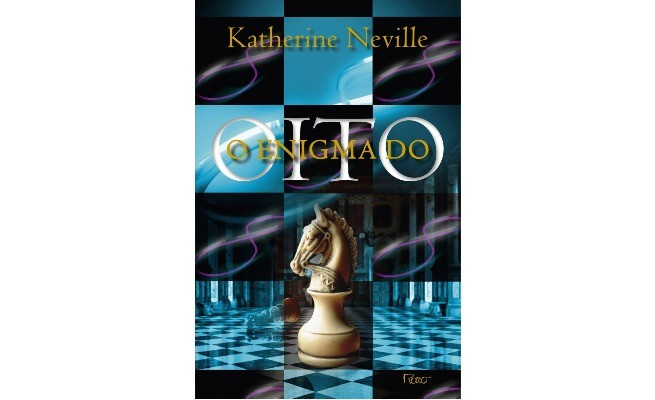 Katherine Neville
O ENIGMA DO
OITO
Rocco